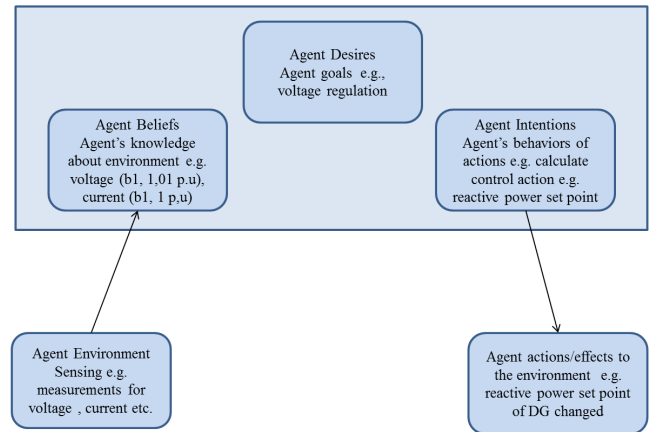 Agent Desires
Agent goals e.g.,
voltage regulation
Agent Beliefs
Agent's knowledge
about environment e.g.
voltage (b1, 1,01 p.u),
current (b1, 1 p,u)
Agent Intentions
Agent's behaviors of
actions e.g. calculate
control action e.g.
reactive power set point
Agent Environment
Sensing e.g.
measurements for
voltage , current etc.
Agent actions/effects to
the environment e.g.
reactive power set point
of DG changed